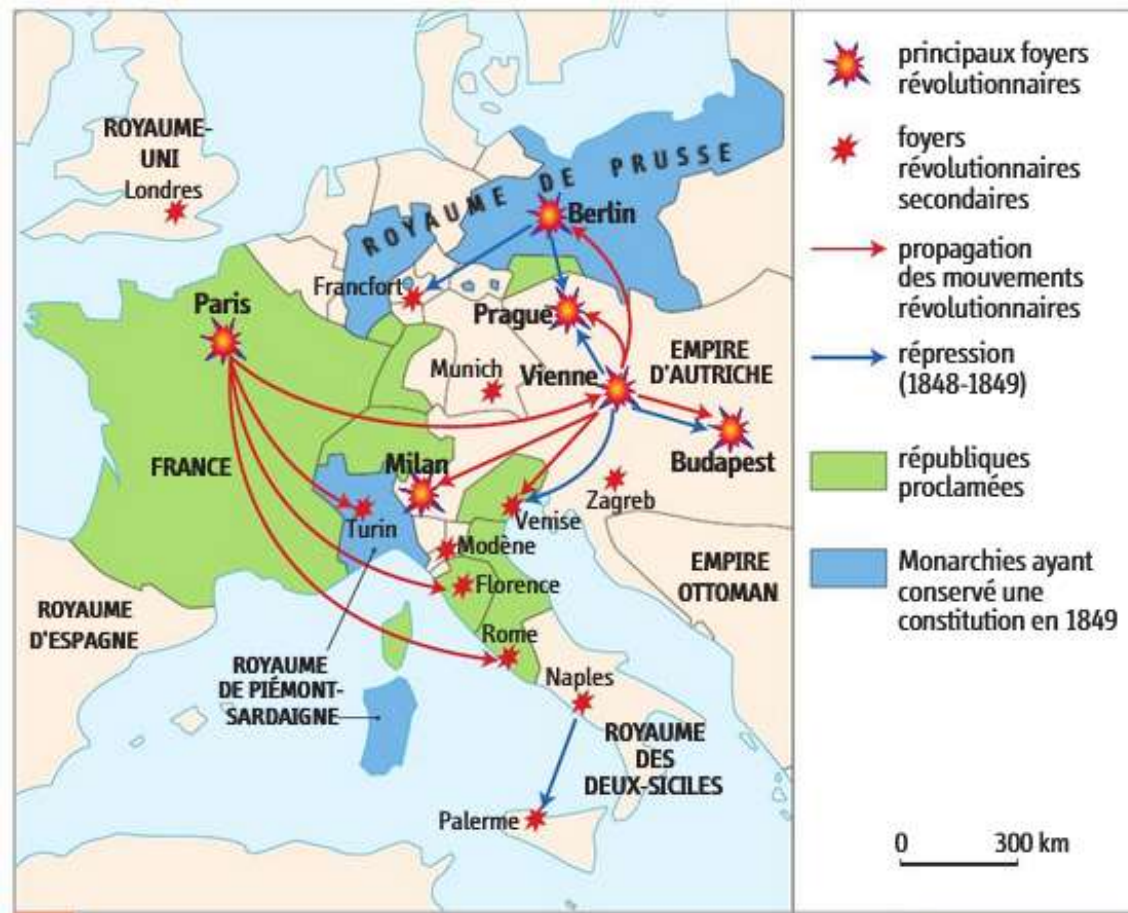 ROYAUME-
UNI
Londres
ROYAUME DE PRUSSE
Berlin
Francfort
Paris
Prague
EMPIRE
D'AUTRICHE
Munich
Vienne
Budapest
FRANCE
Milan
Zagreb
Turin
Venise
Modène
EMPIRE
OTTOMAN
Florence
ROYAUME
D'ESPAGNE
Rome
ROYAUME
DE PIÉMONT-
SARDAIGNE
Naples
ROYAUME
DES
DEUX-SICILES
Palerme
principaux foyers
révolutionnaires
foyers
révolutionnaires
secondaires
propagation
des mouvements
révolutionnaires
répression
(1848-1849)
républiques
proclamées
Monarchies ayant
conservé une
constitution en 1849
0 300 km